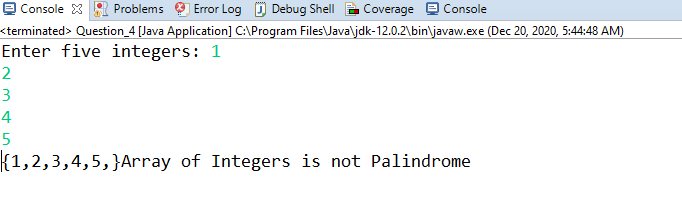 Console Problems Error Log Debug Shell Coverage Console
<terminated> Question_4 [Java Application] C:\Program Files\Java\jdk-12.0.2\bin\javaw.exe (Dec 20, 2020, 5:44:48 AM)
Enter five integers: 1
2
3
4
5
{1,2,3,4,5,}Array of Integers is not Palindrome